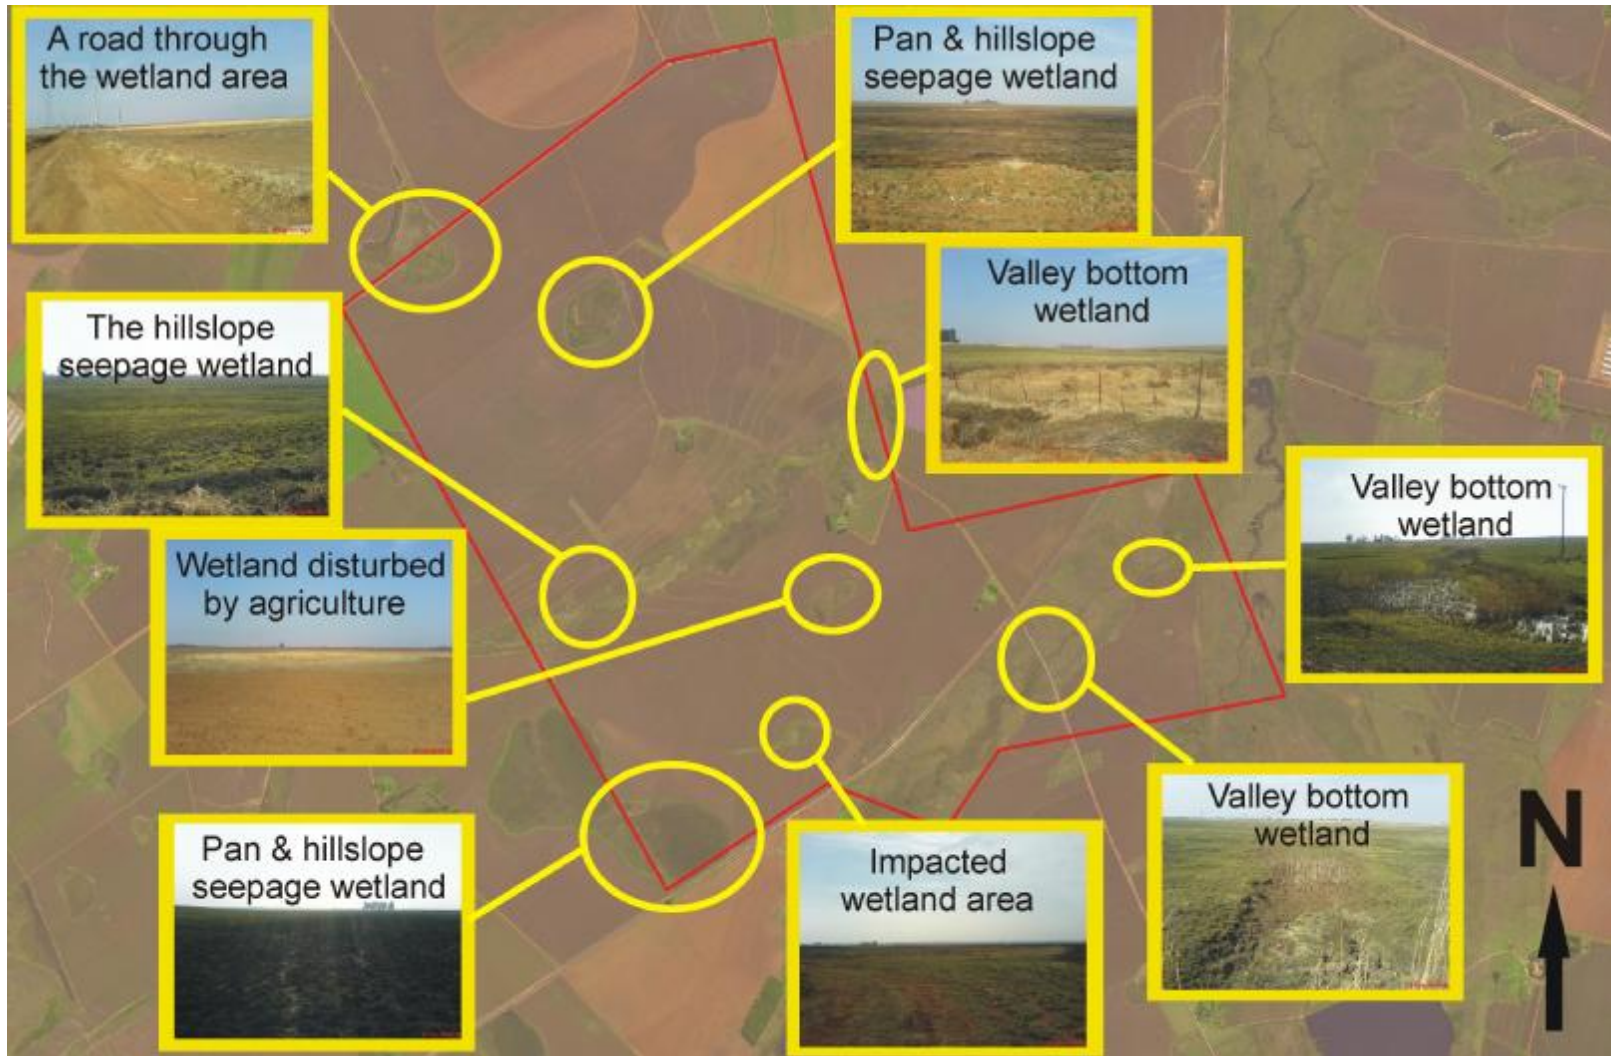 A road through
the wetland area
Pan & hillslope
seepage wetland
Valley bottom
wetland
The hillslope
seepage wetland
Valley bottom
wetland
Wetland disturbed
by agriculture
Valley bottom
wetland
Pan & hillslope
seepage wetland
Impacted
wetland area
N